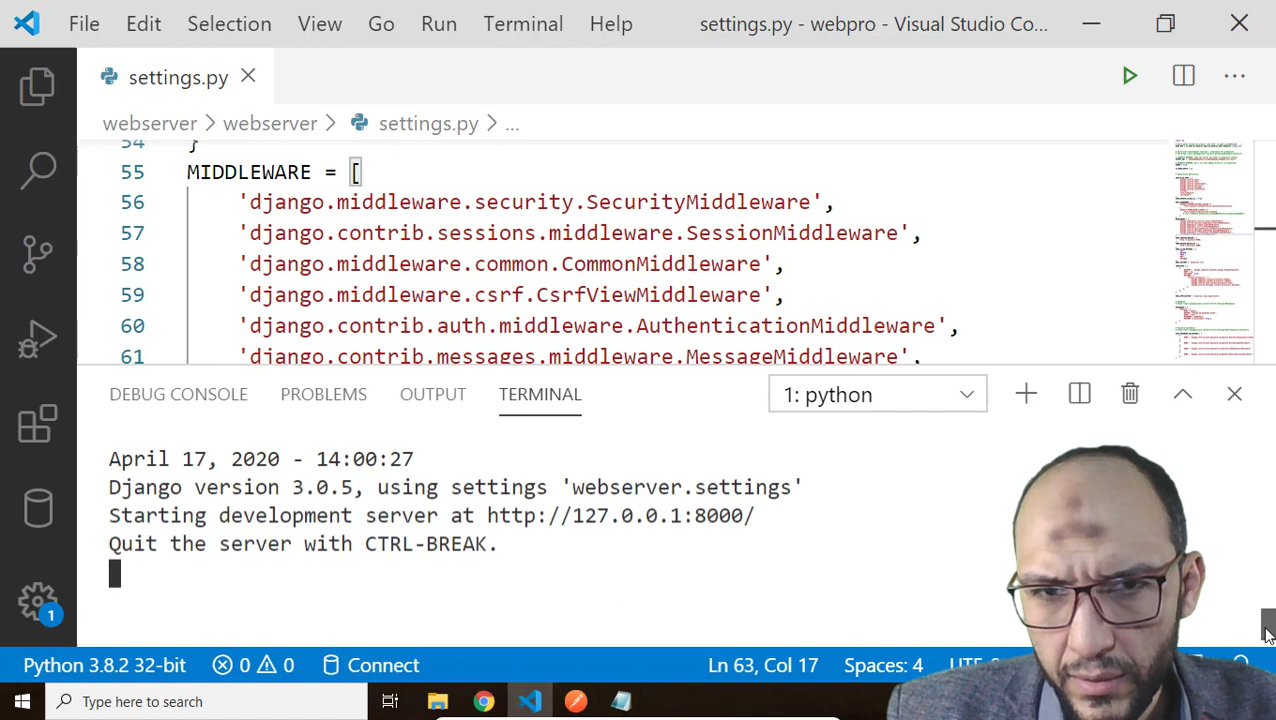 File Edit Selection View Go Run Terminal Help settings.py - webpro - Visual Studio Co...
settings.py
webserver > webserver > settings.py > ...
54 }
55 MIDDLEWARE = [
56 'django.middleware.security.SecurityMiddleware',
57 'django.contrib.sessions.middleware.SessionMiddleware',
58 'django.middleware.common.CommonMiddleware',
59 'django.middleware.csrf.CsrfViewMiddleware',
60 'django.contrib.auth.middleware.AuthenticationMiddleware',
61 'django.contrib.messages.middleware.MessageMiddleware',
DEBUG CONSOLE PROBLEMS OUTPUT TERMINAL 1: python
April 17, 2020 - 14:00:27
Django version 3.0.5, using settings 'webserver.settings'
Starting development server at http://127.0.0.1:8000/
Quit the server with CTRL-BREAK.
1
Python 3.8.2 32-bit 0 0 Connect Ln 63, Col 17 Spaces: 4
Type here to search